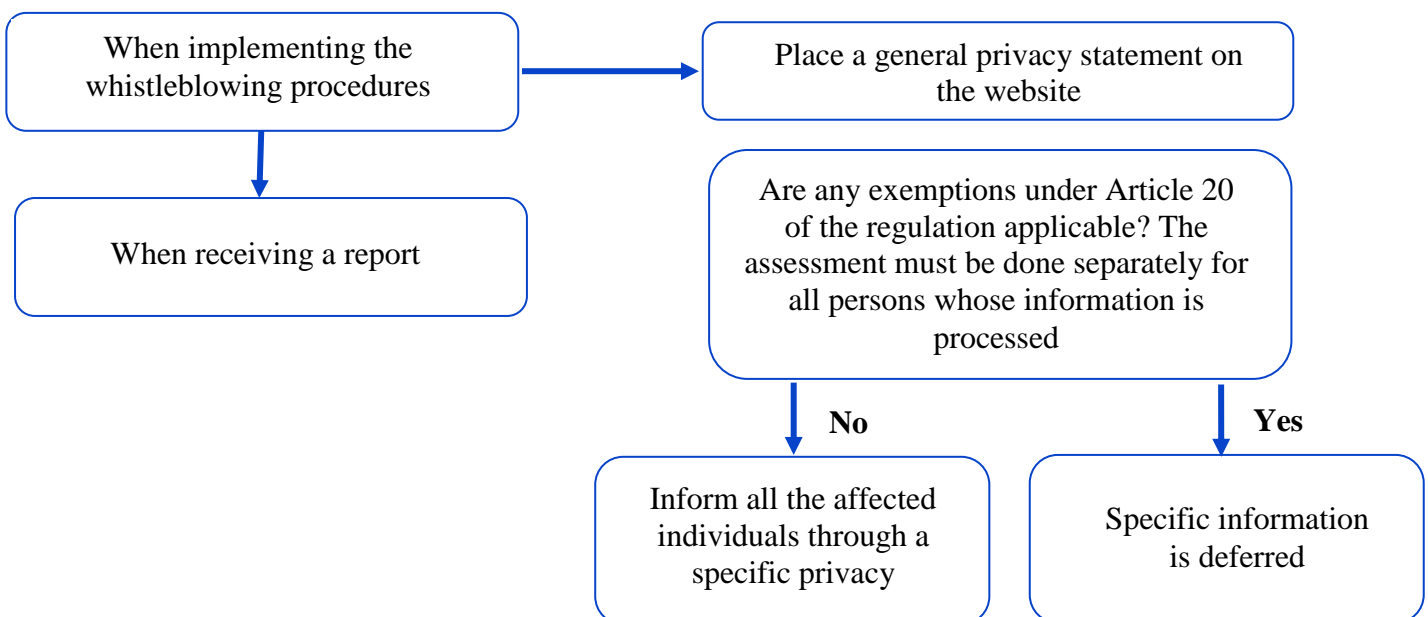 When implementing the
whistleblowing procedures
Place a general privacy statement on
the website
When receiving a report
Are any exemptions under Article 20
of the regulation applicable? The
assessment must be done separately for
all persons whose information is
processed
No
Yes
Inform all the affected
individuals through a
specific privacy
Specific information
is deferred